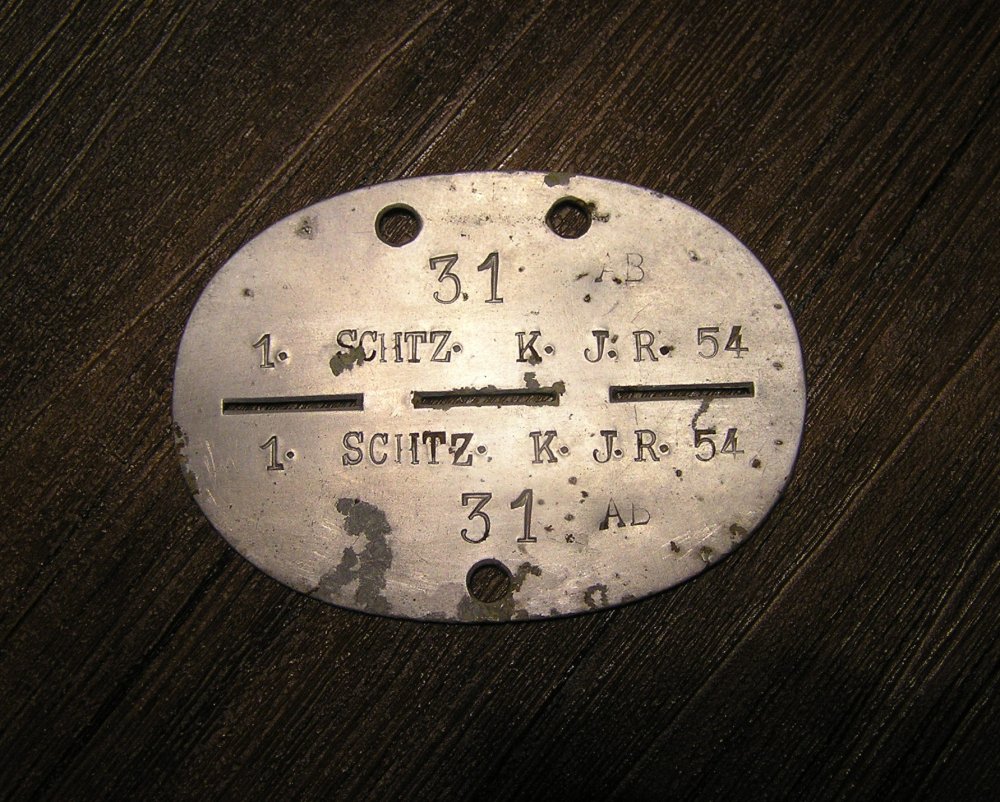 31 AB
1. SCHTZ. K. J. R. 54
1. SCHTZ. K. J. R. 54
31 AB